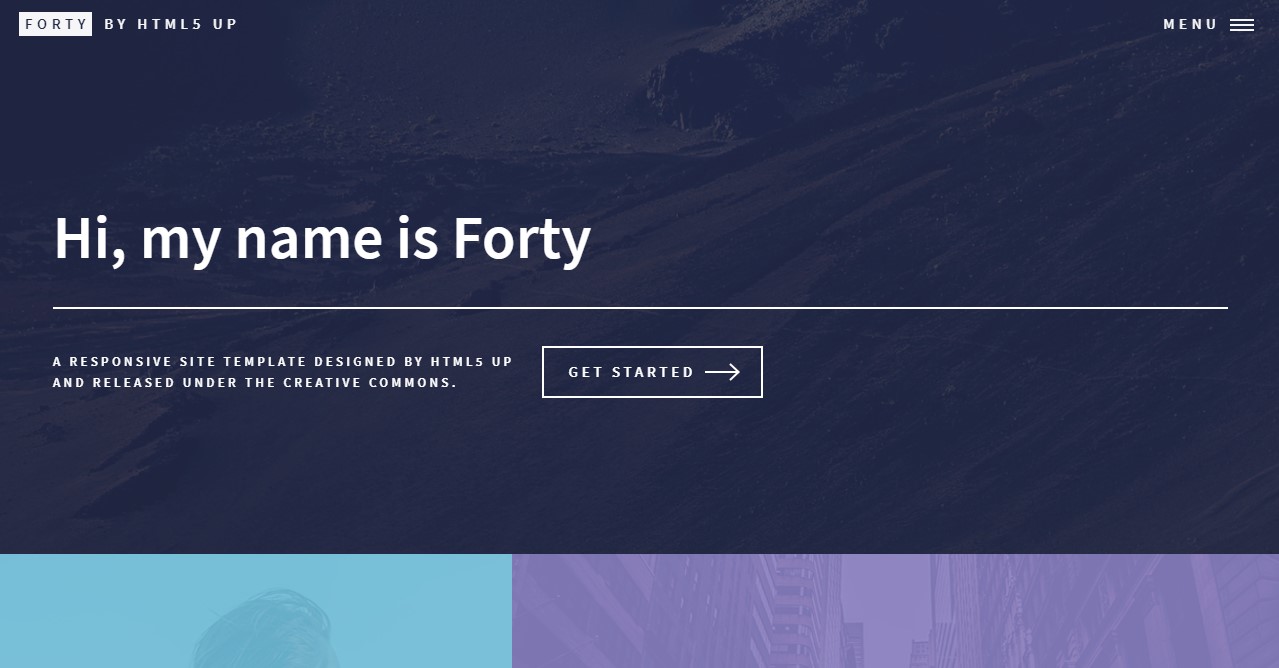 FORTY BY HTML5 UP
MENU
Hi, my name is Forty
A RESPONSIVE SITE TEMPLATE DESIGNED BY HTML5 UP
AND RELEASED UNDER THE CREATIVE COMMONS.
GET STARTED